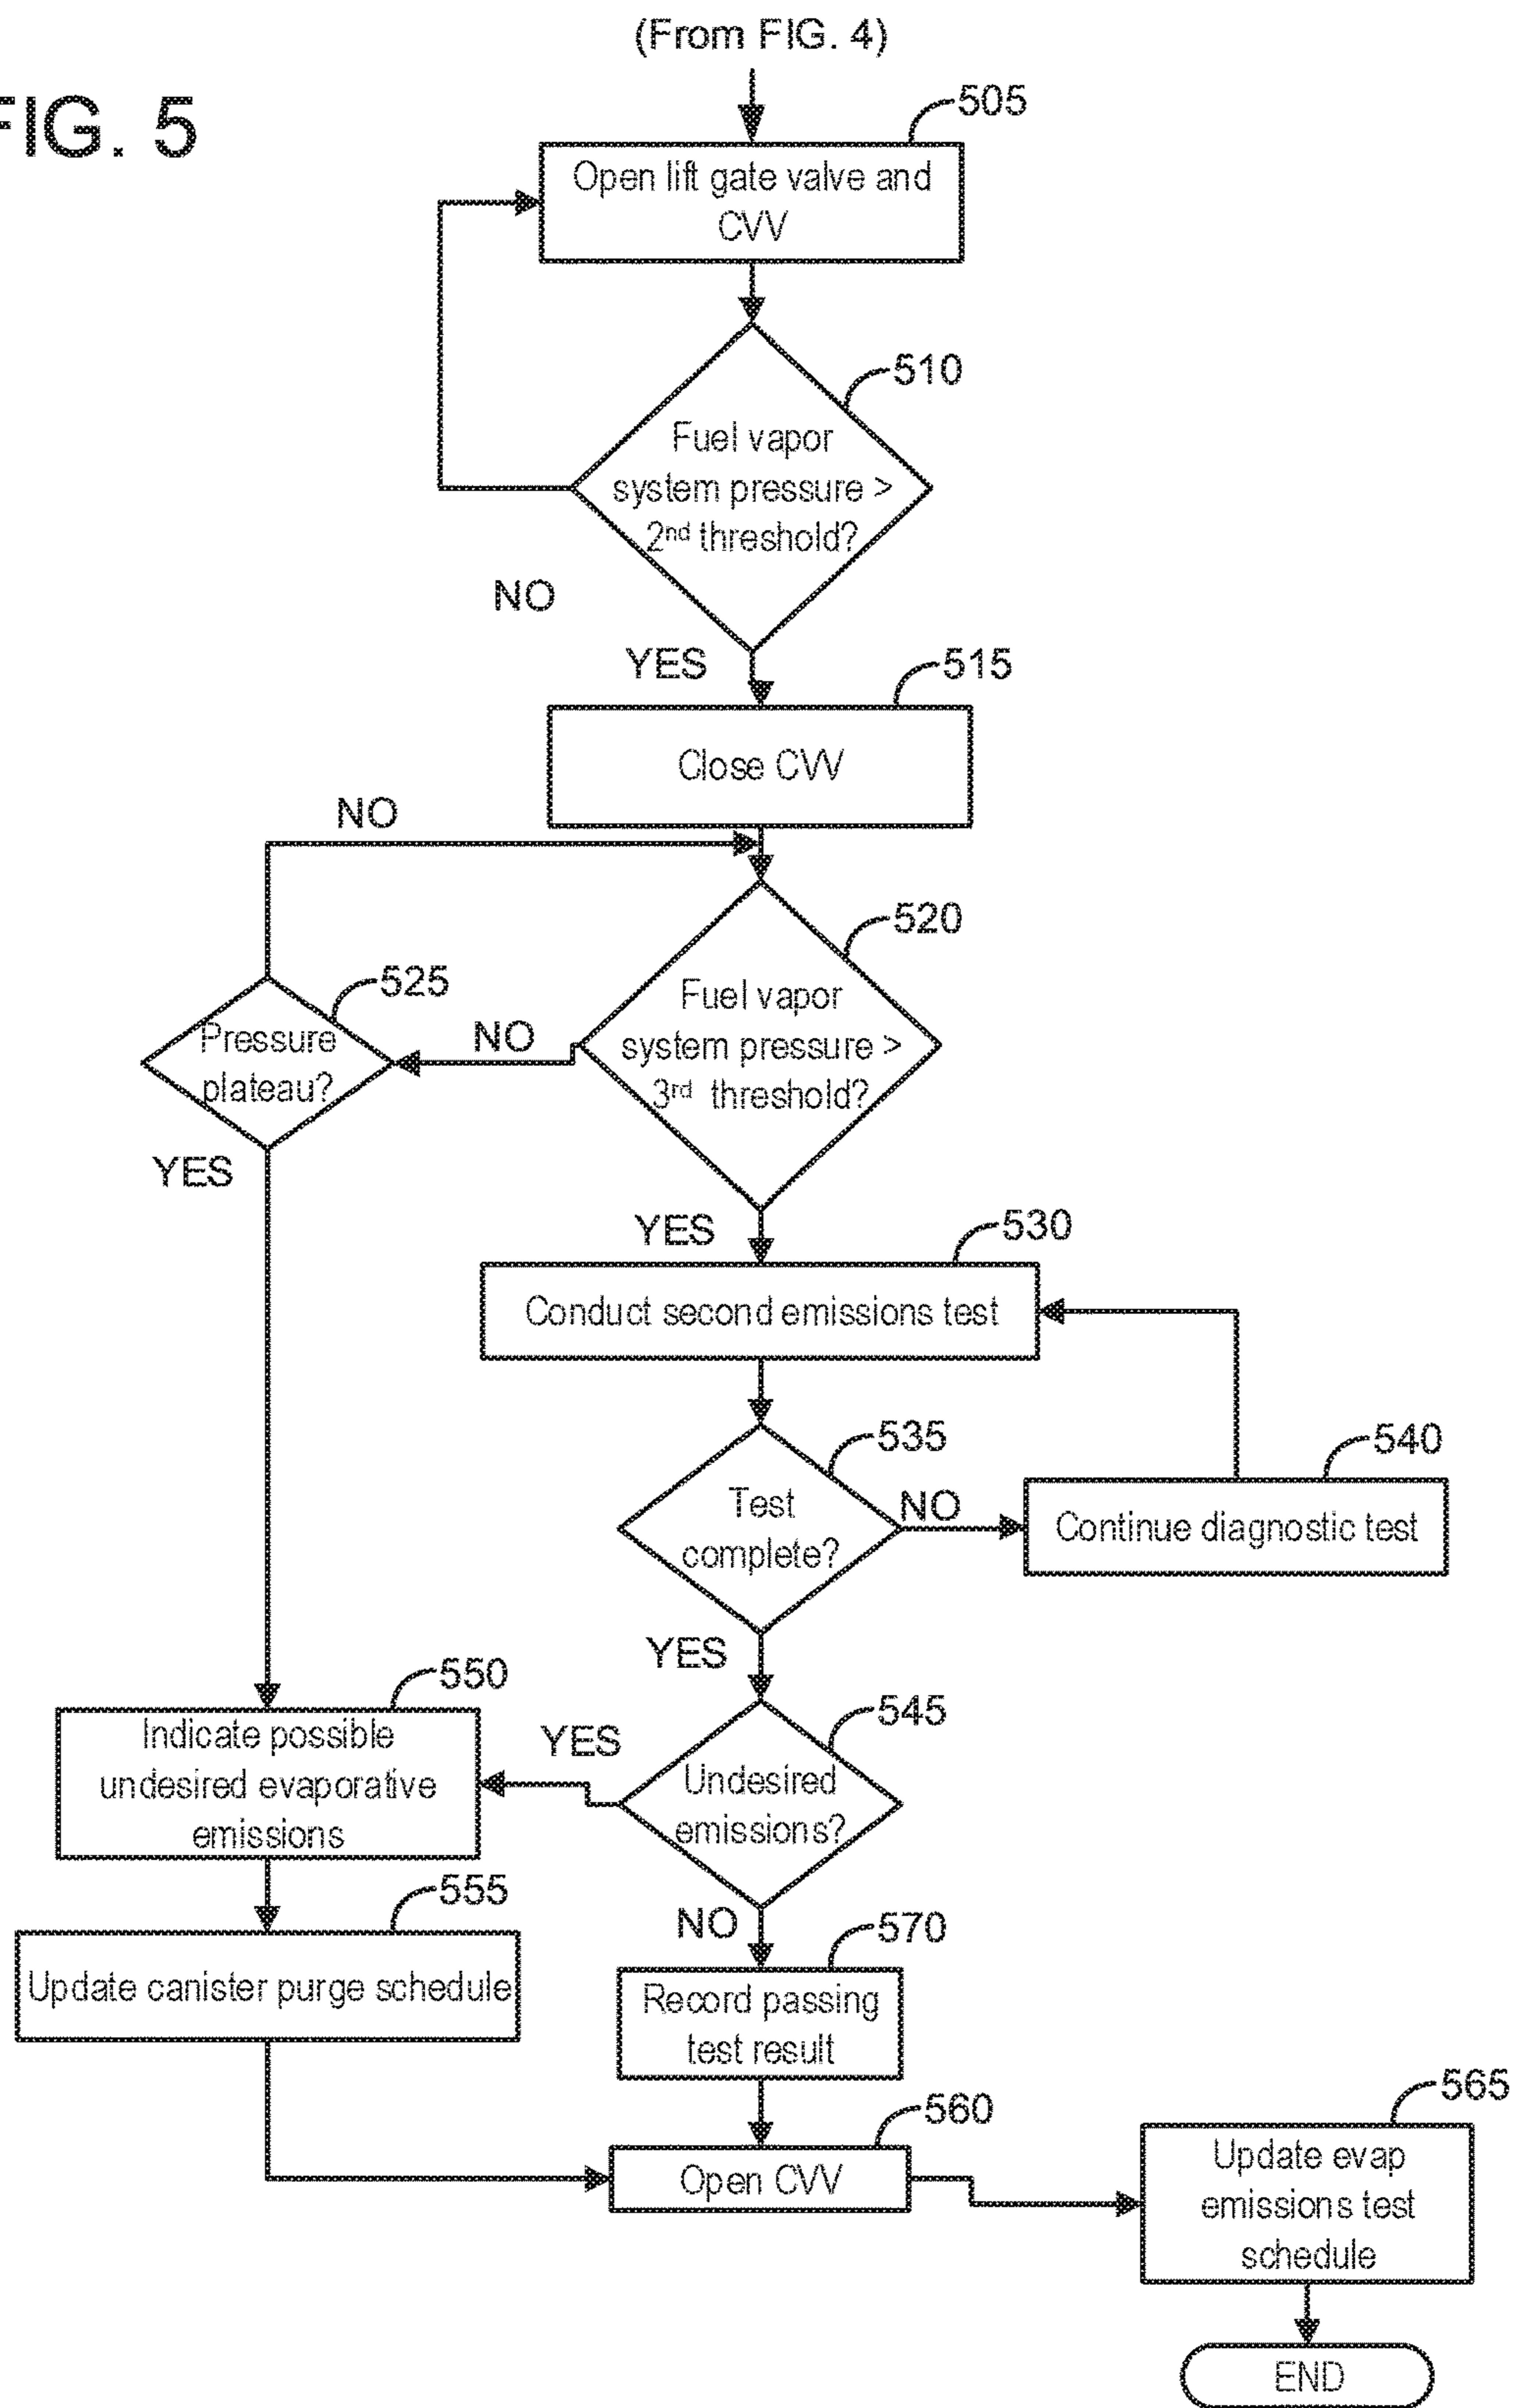 (From FIG. 4)
FIG. 5
505
Open lift gate valve and
CVV
510
Fuel vapor
system pressure >
2nd threshold?
NO
YES
515
Close CVV
NO
520
525
Fuel vapor
system pressure >
3rd threshold?
Pressure
plateau?
NO
YES
YES
530
Conduct second emissions test
535
540
Test
complete?
NO
Continue diagnostic test
YES
550
545
Indicate possible
undesired evaporative
emissions
YES
Undesired
emissions?
555
NO
570
Update canister purge schedule
Record passing
test result
560
565
Open CVV
Update evap
emissions test
schedule
END